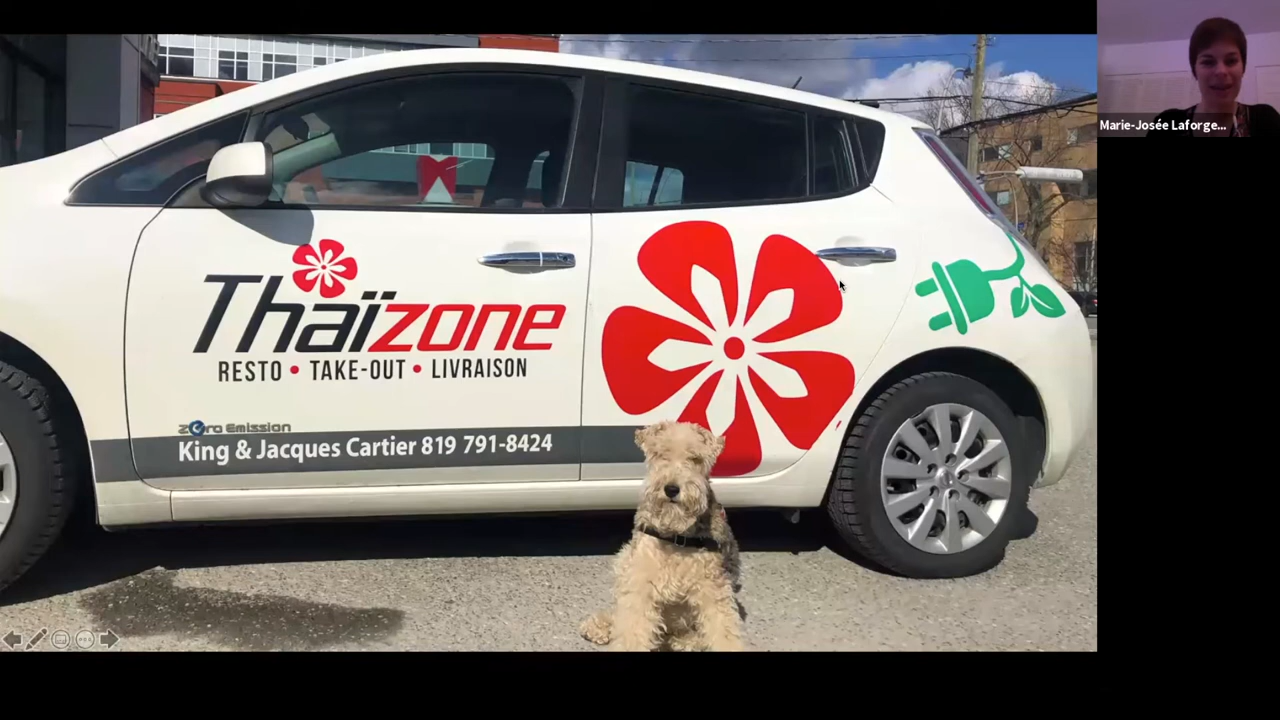 Thaïzone
RESTO • TAKE-OUT • LIVRAISON
zero Emission
King & Jacques Cartier 819 791-8424
Marie-Josée Laforge...